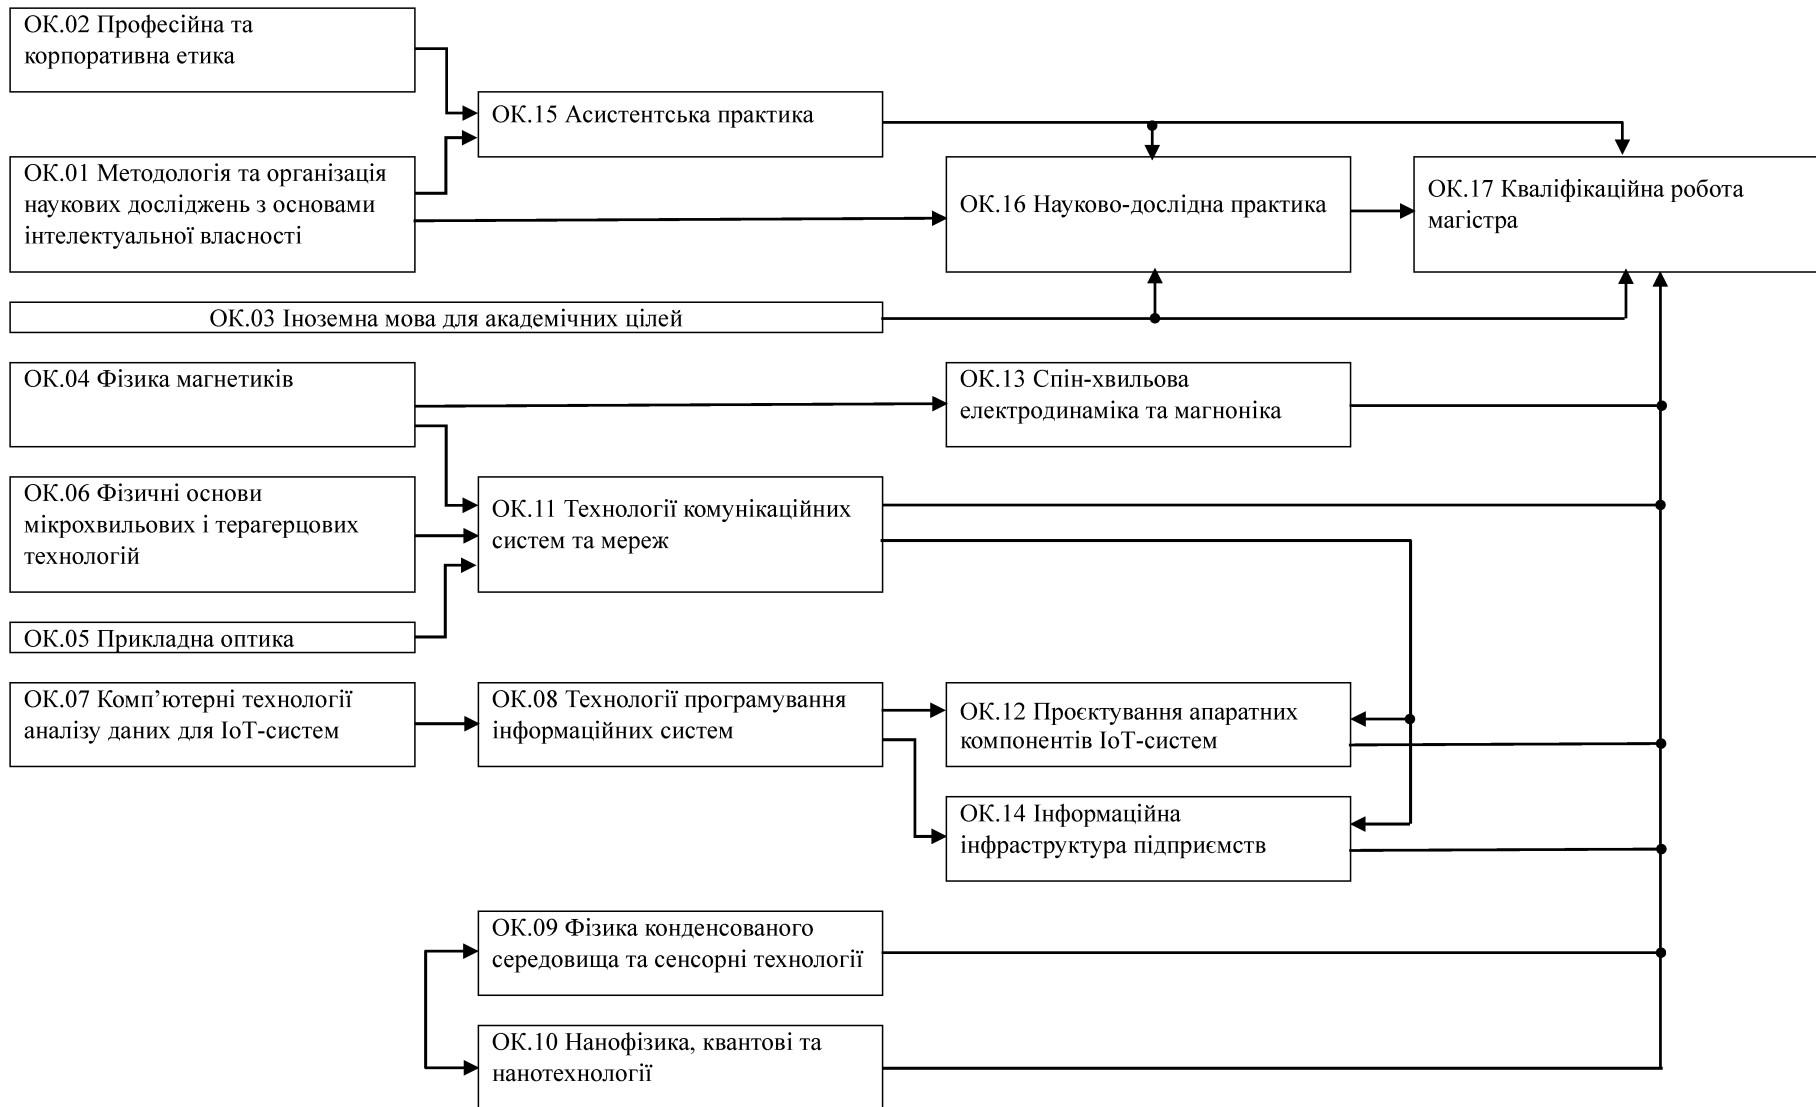 ОК.02 Професійна та
корпоративна етика
ОК.15 Асистентська практика
ОК.01 Методологія та організація
наукових досліджень з основами
інтелектуальної власності
ОК.16 Науково-дослідна практика
ОК.17 Кваліфікаційна робота
магістра
ОК.03 Іноземна мова для академічних цілей
ОК.04 Фізика магнетиків
ОК.13 Спін-хвильова
електродинаміка та магноніка
ОК.06 Фізичні основи
мікрохвильових і терагерцових
технологій
ОК.11 Технології комунікаційних
систем та мереж
ОК.05 Прикладна оптика
ОК.07 Комп’ютерні технології
аналізу даних для IoT-систем
ОК.08 Технології програмування
інформаційних систем
ОК.12 Проєктування апаратних
компонентів IoT-систем
ОК.14 Інформаційна
інфраструктура підприємств
ОК.09 Фізика конденсованого
середовища та сенсорні технології
ОК.10 Нанофізика, квантові та
нанотехнології